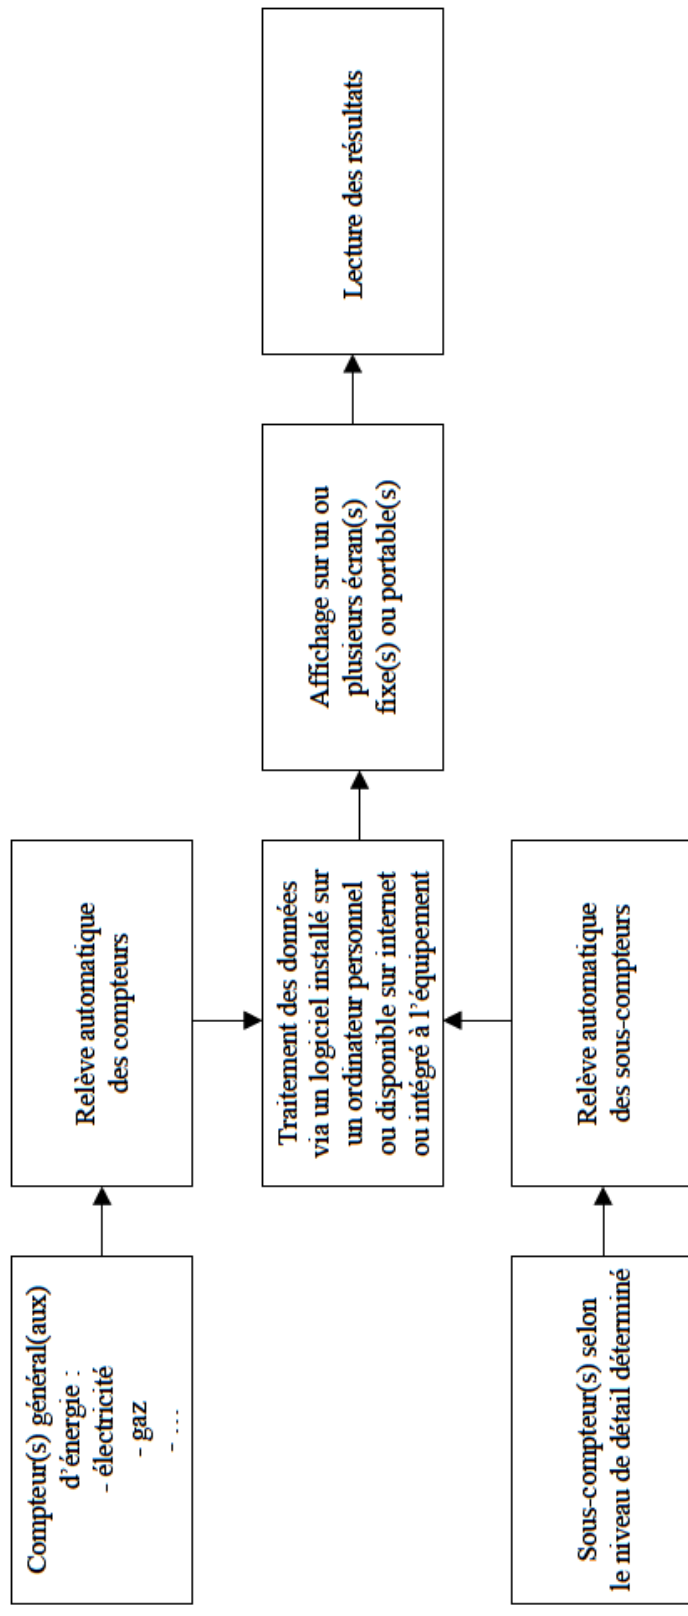 Compteur(s) général(aux)
d'énergie :
- électricité
- gaz
- …
Relève automatique
des compteurs
Traitement des données
via un logiciel installé sur
un ordinateur personnel
ou disponible sur internet
ou intégré à l'équipement
Affichage sur un ou
plusieurs écran(s)
fixe(s) ou portable(s)
Lecture des résultats
Sous-compteur(s) selon
le niveau de détail déterminé
Relève automatique
des sous-compteurs